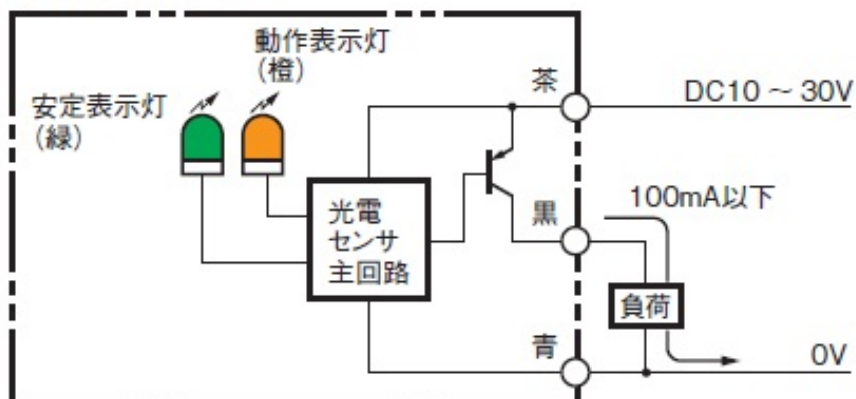 動作表示灯
(橙)
安定表示灯
(緑)
茶
DC10 ～ 30V
光電
センサ
主回路
黒
100mA以下
負荷
青
0V